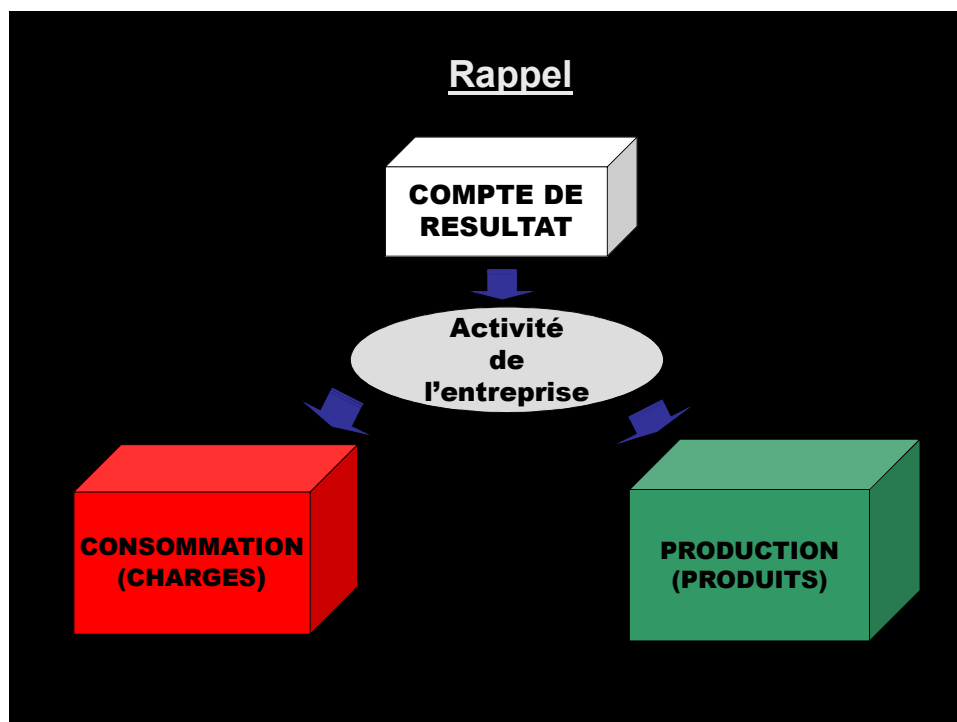 Rappel
COMPTE DE
RESULTAT
Activité
de
l’entreprise
CONSOMMATION
(CHARGES)
PRODUCTION
(PRODUITS)